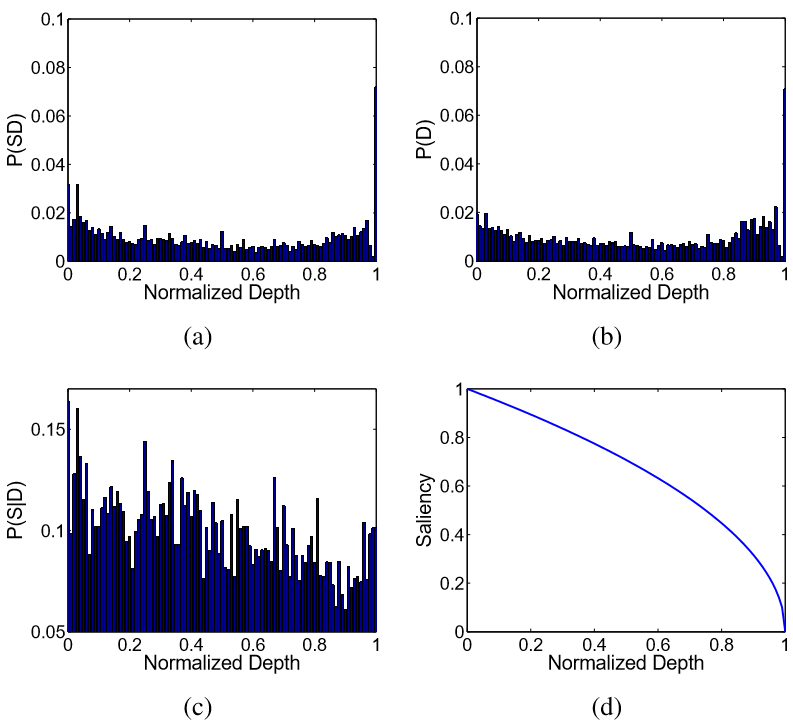 0.1
0.08
0.06
0.04
0.02
0
P(SD)
0 0.2 0.4 0.6 0.8 1
Normalized Depth
(a)
0.1
0.08
0.06
0.04
0.02
0
P(D)
0 0.2 0.4 0.6 0.8 1
Normalized Depth
(b)
0.15
0.1
0.05
P(S|D)
0 0.2 0.4 0.6 0.8 1
Normalized Depth
(c)
1
0.8
0.6
0.4
0.2
0
Saliency
0 0.2 0.4 0.6 0.8 1
Normalized Depth
(d)